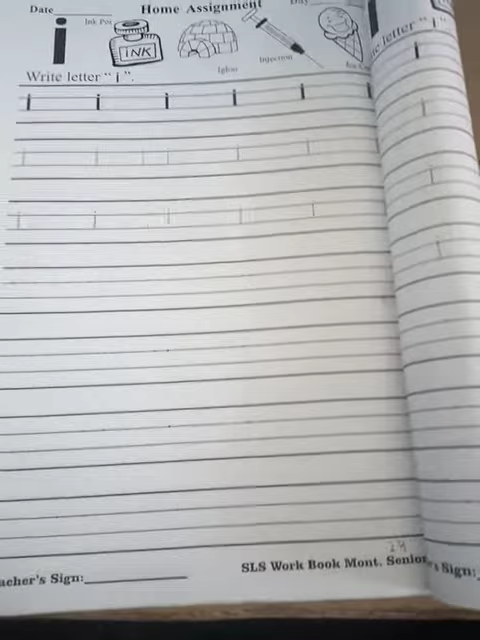 Date
Home Assignment
Day
i
Ink Pot
INK
Igloo
Injection
Write letter " i ".
te letter " i "
i i i i i
i i i i i i
i i i i i
24
acher's Sign:
SLS Work Book Mont. Senior
's Sign: